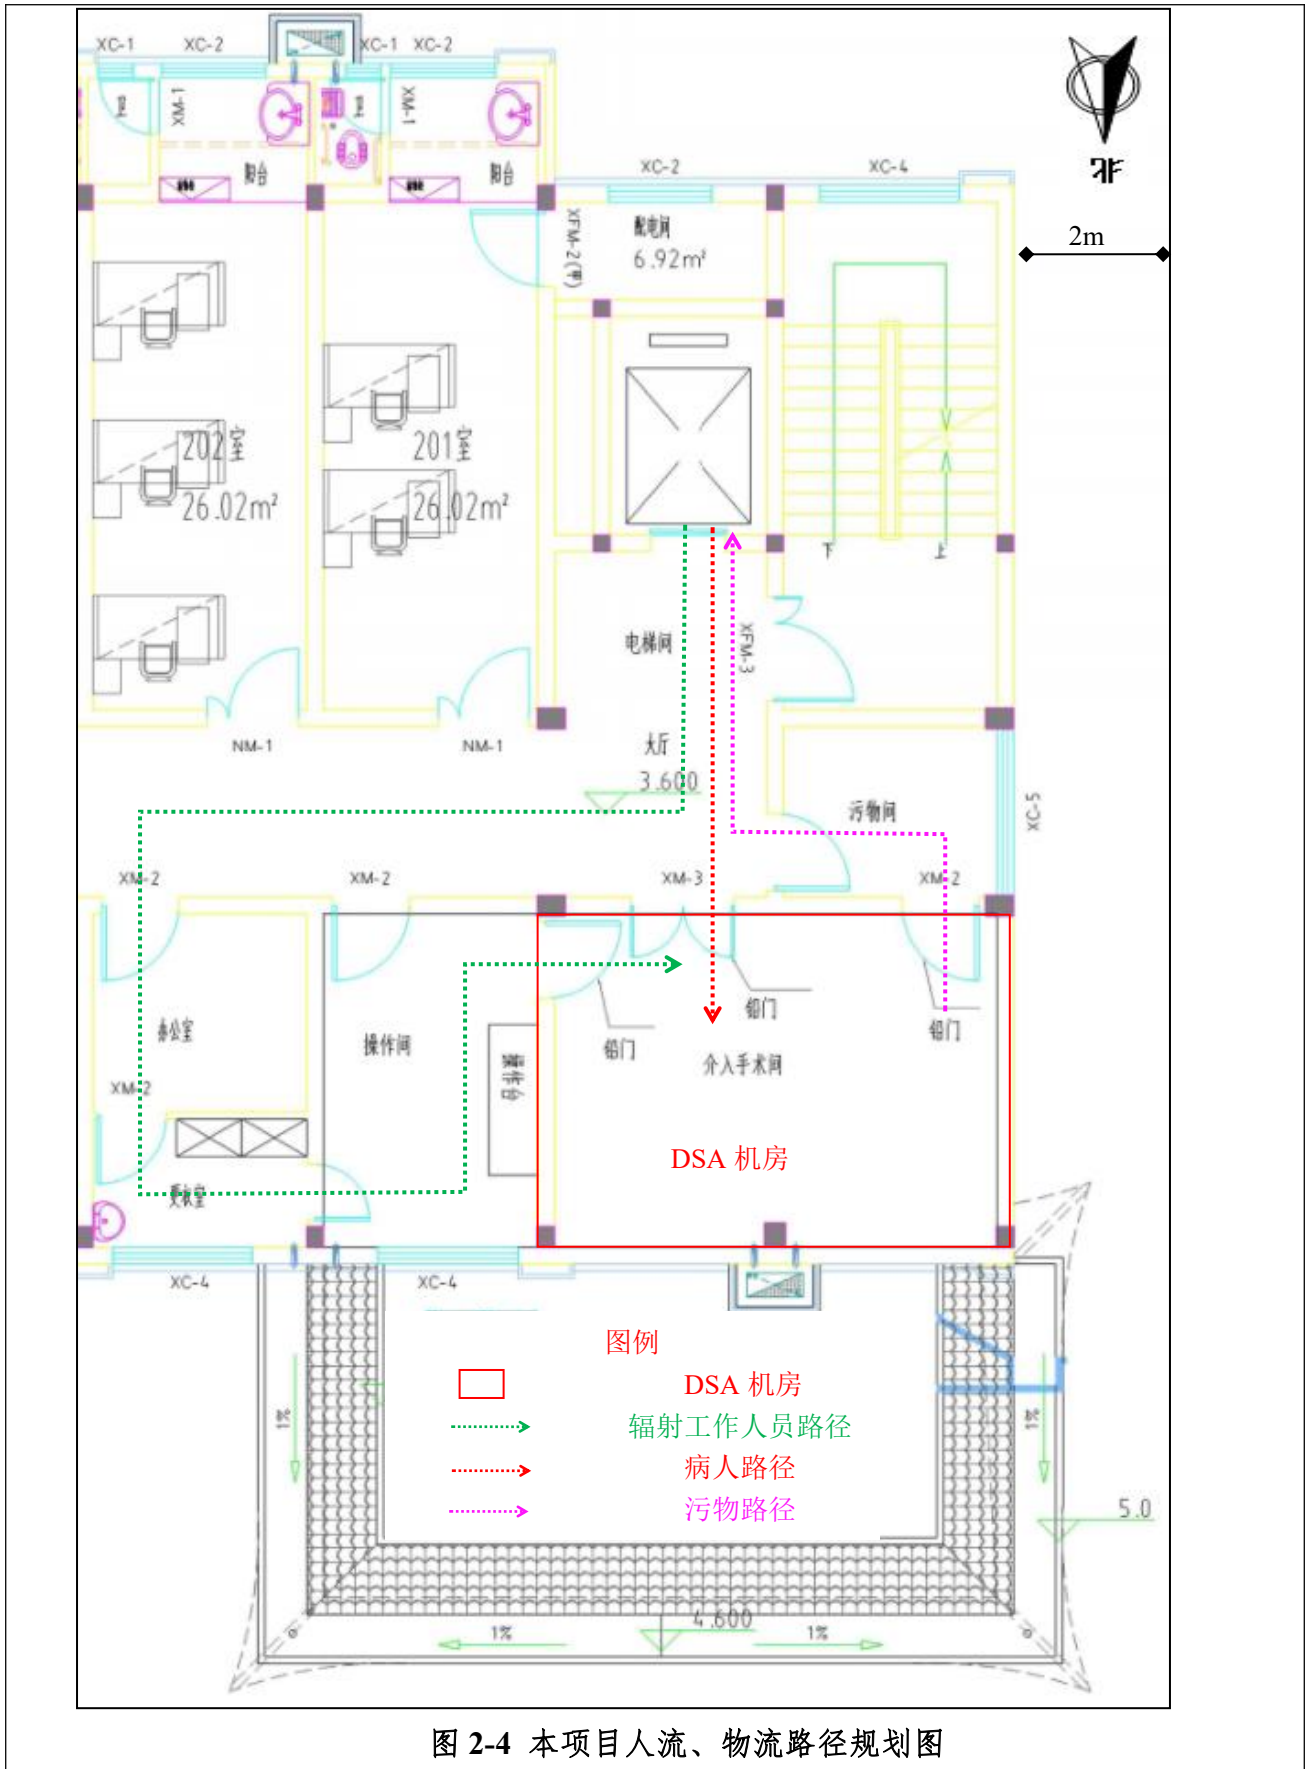 XC-1
XC-2
XC-1
XC-2
XM-1
XM-1
阳台
阳台
北
XC-2
XC-4
2m
配电间
6.92m²
XFM-2(甲)
202室
26.02m²
201室
26.02m²
下
上
电梯间
XFM-3
NM-1
NM-1
大厅
3.600
污物间
XC-5
XM-2
XM-2
XM-3
XM-2
办公室
操作间
操作台
铅门
铅门
铅门
介入手术间
XM-2
DSA 机房
更衣室
XC-4
XC-4
图例
DSA 机房
辐射工作人员路径
病人路径
污物路径
1%
1%
5.0
4.600
1%
1%
图 2-4 本项目人流、物流路径规划图